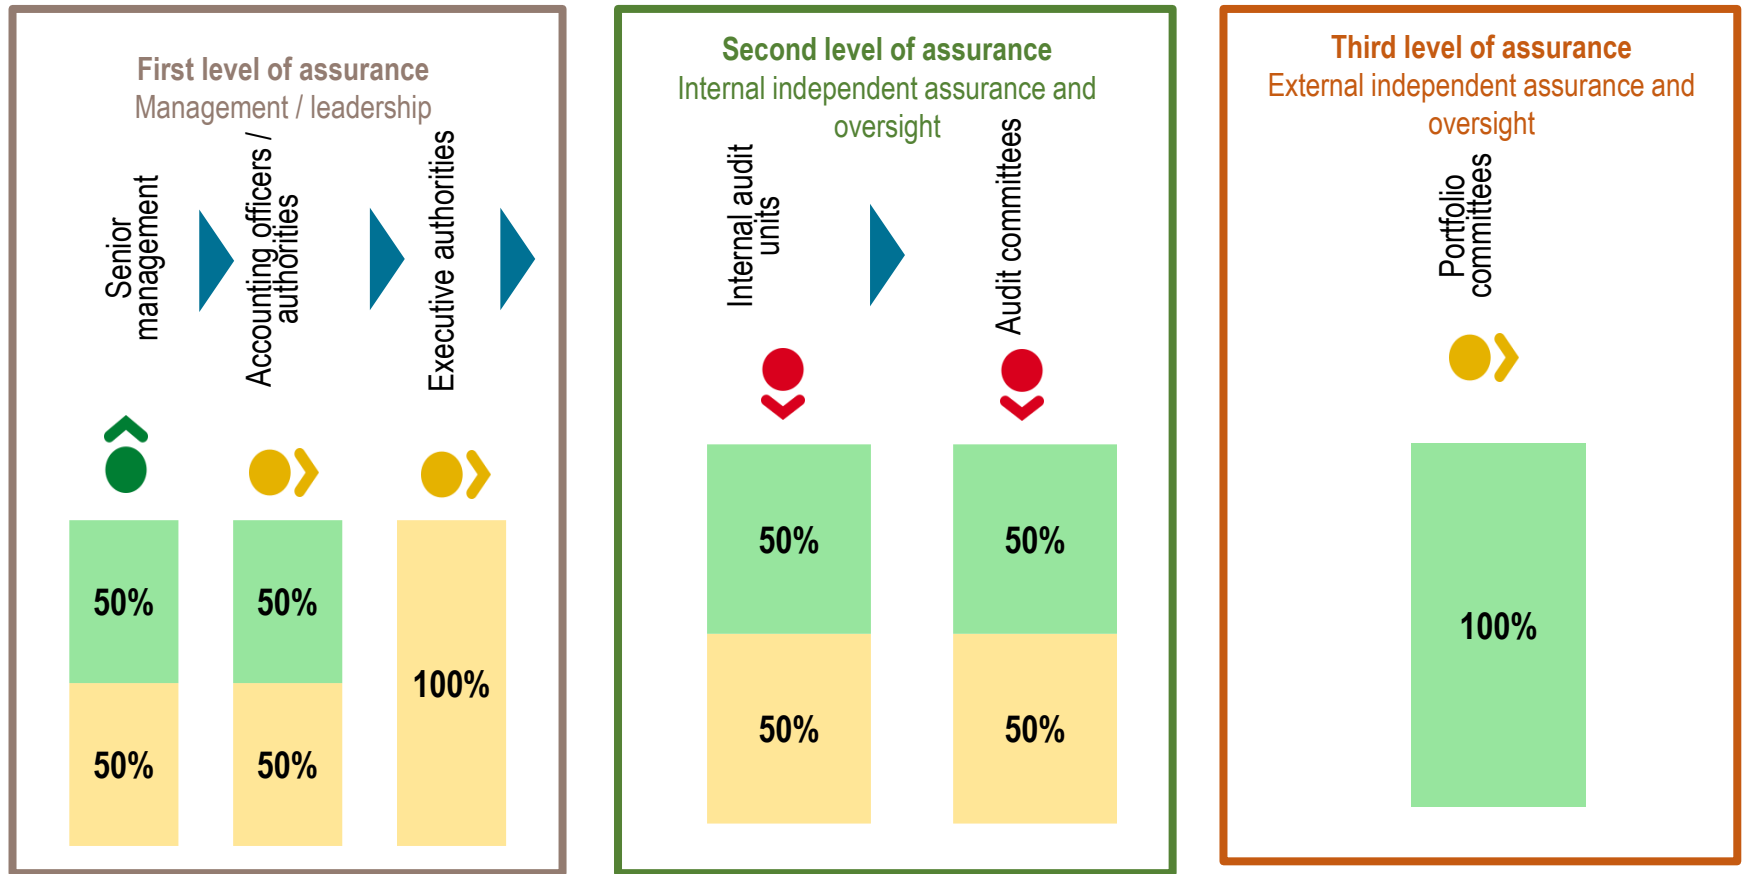 First level of assurance
Management / leadership
Senior
management
Accounting officers /
authorities
Executive authorities
50%
50%
50%
50%
100%
Second level of assurance
Internal independent assurance and
oversight
Internal audit
units
Audit committees
50%
50%
50%
50%
Third level of assurance
External independent assurance and
oversight
Portfolio
committees
100%